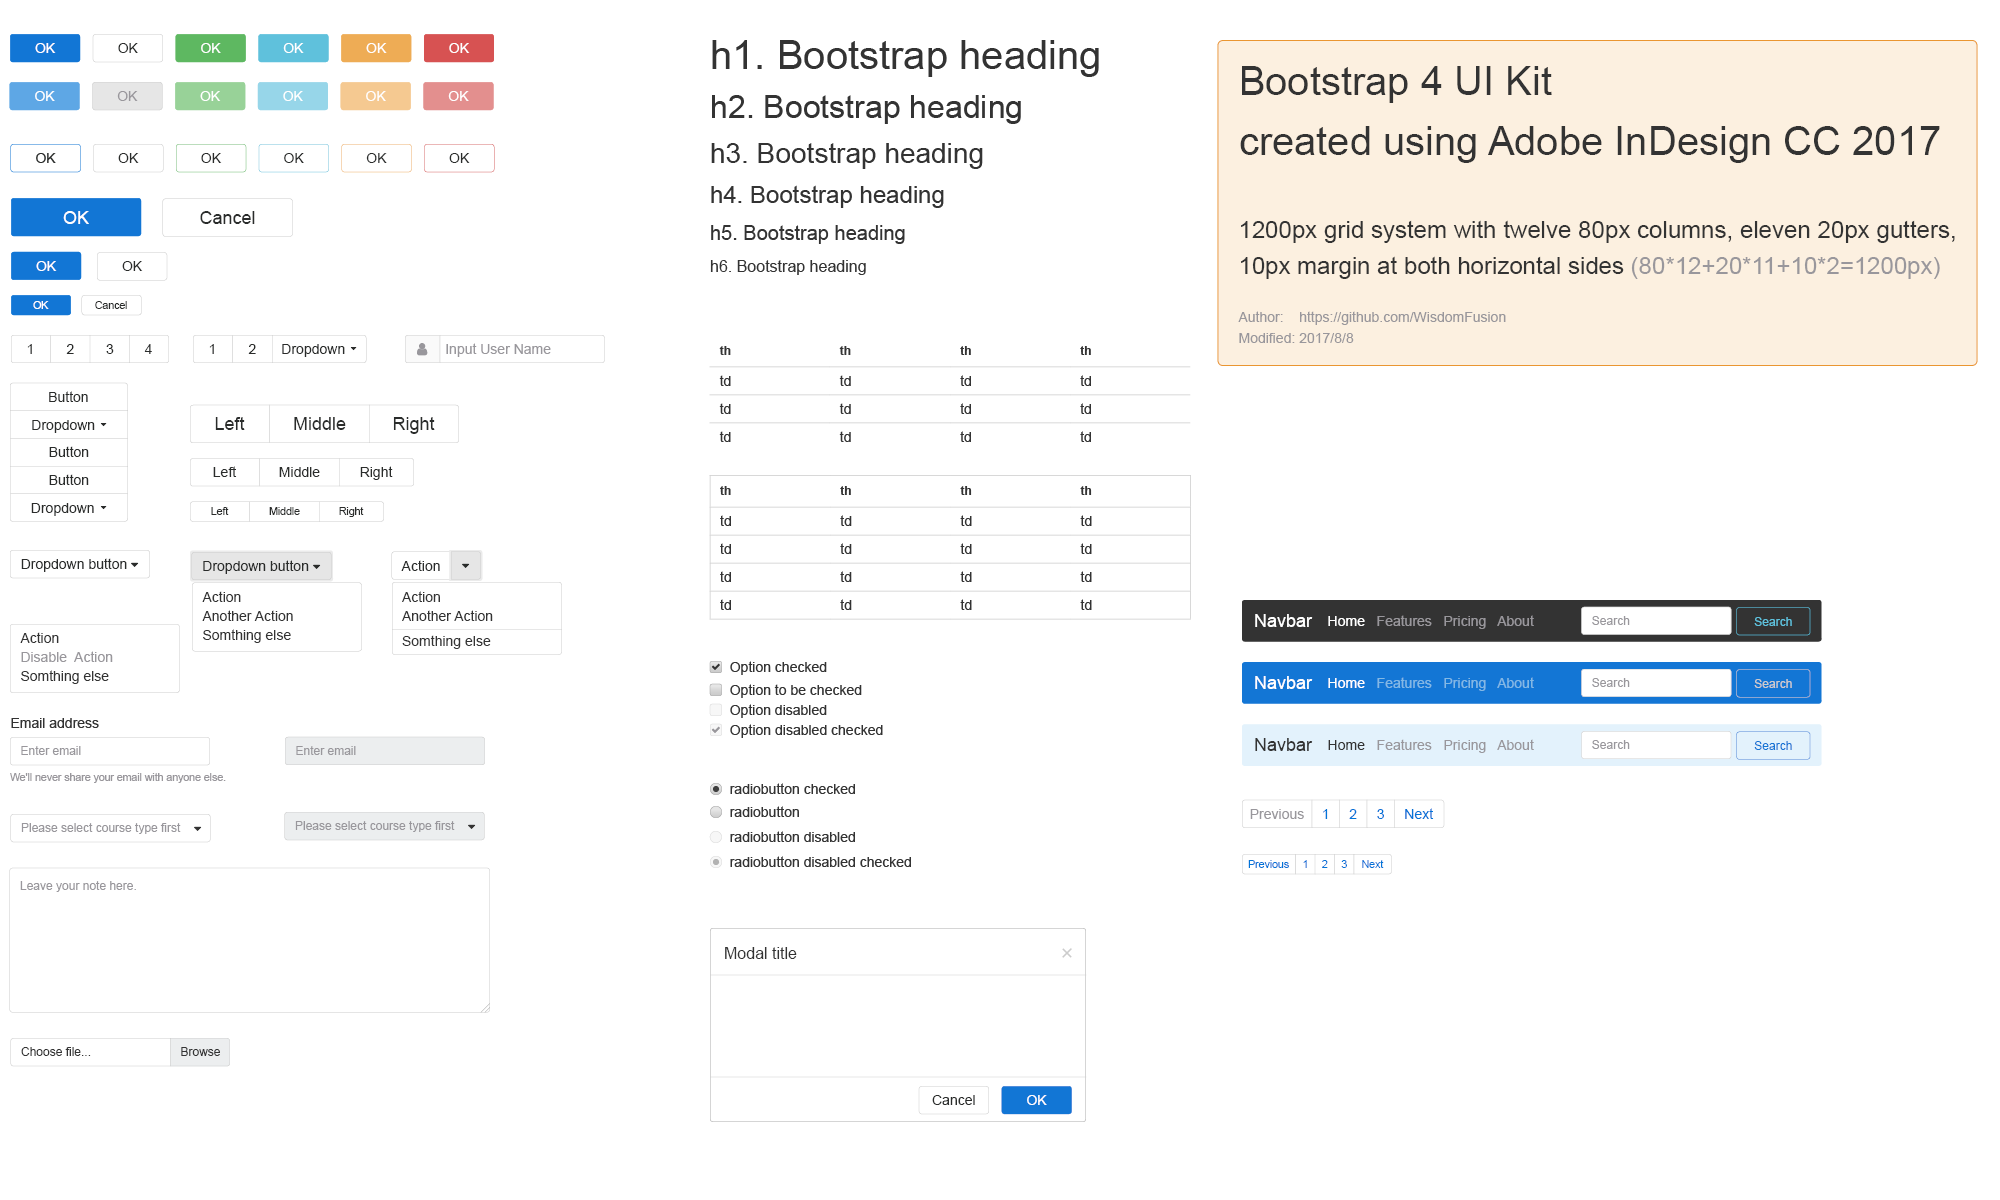 OK OK OK OK OK OK
OK OK OK OK OK OK
OK OK OK OK OK OK
OK Cancel
OK OK
OK Cancel
1 2 3 4 1 2 Dropdown Input User Name
Button
Dropdown
Button
Button
Dropdown
Left Middle Right
Left Middle Right
Left Middle Right
Dropdown button
Dropdown button
Action
Another Action
Somthing else
Action
Action
Another Action
Somthing else
Action
Disable Action
Somthing else
Email address
Enter email Enter email
We'll never share your email with anyone else.
Please select course type first Please select course type first
Leave your note here.
Choose file... Browse
h1. Bootstrap heading
h2. Bootstrap heading
h3. Bootstrap heading
h4. Bootstrap heading
h5. Bootstrap heading
h6. Bootstrap heading
th th th th
td td td td
td td td td
td td td td
th th th th
td td td td
td td td td
td td td td
td td td td
Option checked
Option to be checked
Option disabled
Option disabled checked
radiobutton checked
radiobutton
radiobutton disabled
radiobutton disabled checked
Modal title ×
Cancel OK
Bootstrap 4 UI Kit
created using Adobe InDesign CC 2017
1200px grid system with twelve 80px columns, eleven 20px gutters,
10px margin at both horizontal sides (80*12+20*11+10*2=1200px)
Author: https://github.com/WisdomFusion
Modified: 2017/8/8
Navbar Home Features Pricing About Search Search
Navbar Home Features Pricing About Search Search
Navbar Home Features Pricing About Search Search
Previous 1 2 3 Next
Previous 1 2 3 Next